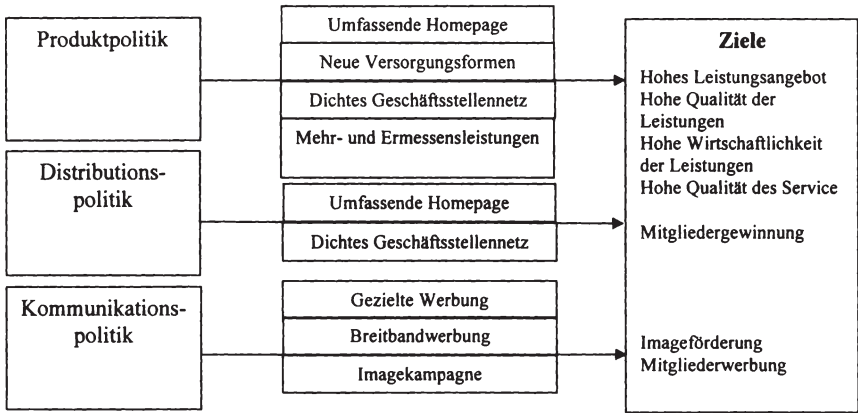 Produktpolitik
Umfassende Homepage
Neue Versorgungsformen
Dichtes Geschäftsstellennetz
Mehr- und Ermessensleistungen
Distributions-
politik
Umfassende Homepage
Dichtes Geschäftsstellennetz
Kommunikations-
politik
Gezielte Werbung
Breitbandwerbung
Imagekampagne
Ziele
Hohes Leistungsangebot
Hohe Qualität der
Leistungen
Hohe Wirtschaftlichkeit
der Leistungen
Hohe Qualität des Service
Mitgliedergewinnung
Imageförderung
Mitgliederwerbung